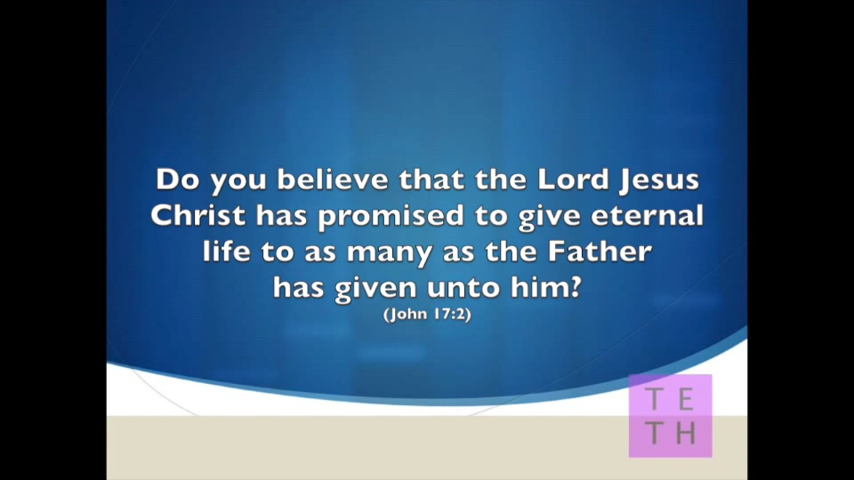 Do you believe that the Lord Jesus
Christ has promised to give eternal
life to as many as the Father
has given unto him?
(John 17:2)
T E
T H